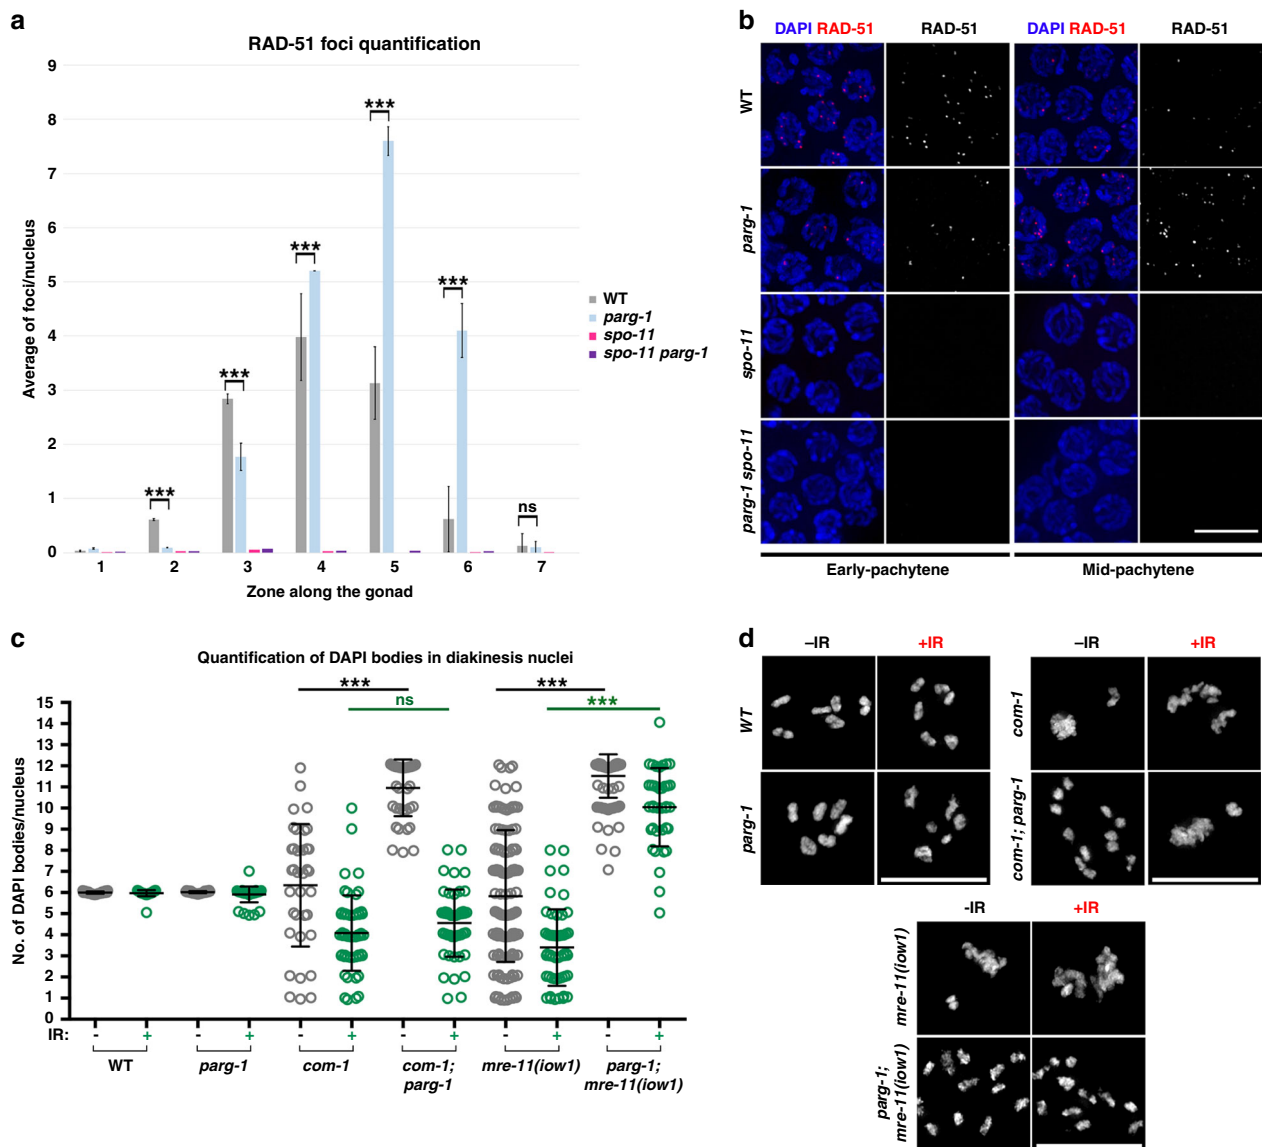 a
RAD-51 foci quantification
9
8
7
6
5
4
3
2
1
0
Average of foci/nucleus
***
***
***
***
***
ns
1 2 3 4 5 6 7
Zone along the gonad
WT
parg-1
spo-11
spo-11 parg-1
b
DAPI RAD-51 RAD-51 DAPI RAD-51 RAD-51
WT
parg-1
spo-11
parg-1 spo-11
Early-pachytene Mid-pachytene
c
Quantification of DAPI bodies in diakinesis nuclei
*** ***
ns ***
15
14
13
12
11
10
9
8
7
6
5
4
3
2
1
0
No. of DAPI bodies/nucleus
IR: - + - + - + - + - + - +
WT parg-1 com-1 com-1; parg-1 mre-11(iow1) parg-1; mre-11(iow1)
d
–IR +IR –IR +IR
WT
parg-1
com-1
com-1; parg-1
-IR +IR
mre-11(iow1)
parg-1; mre-11(iow1)